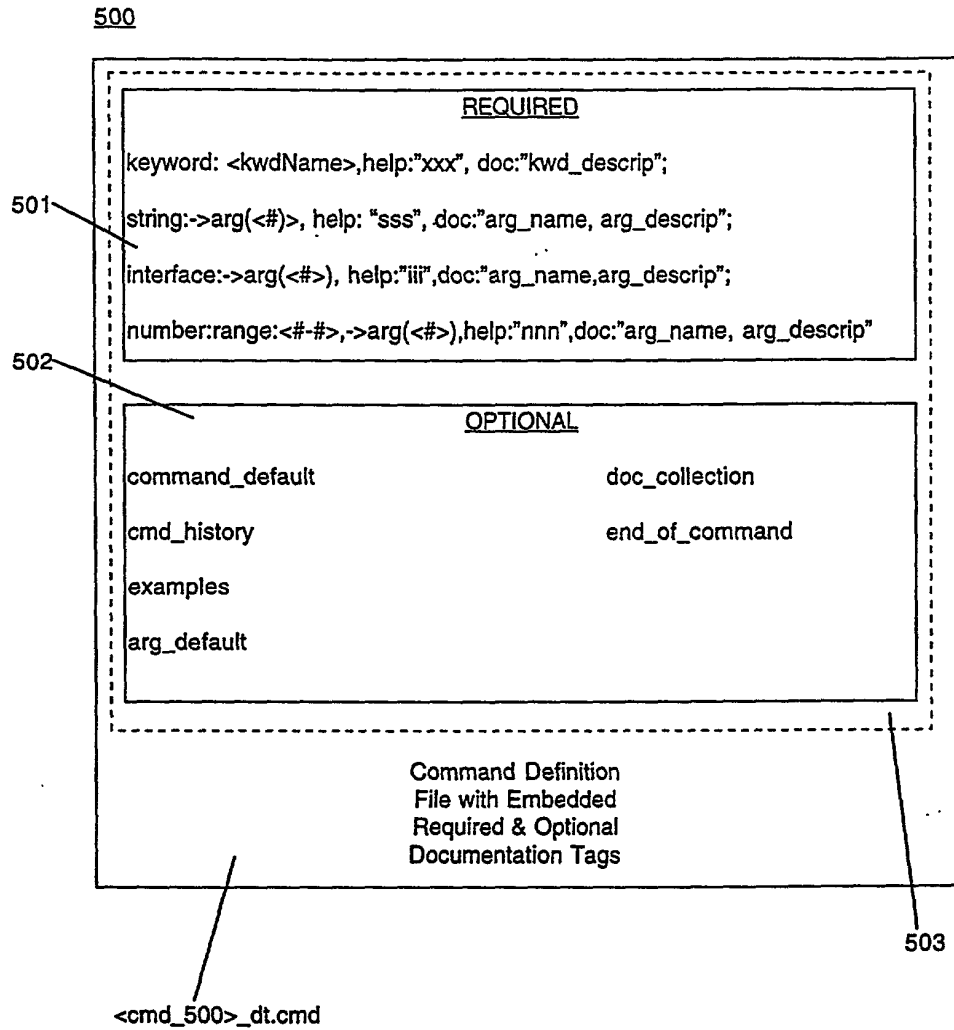 500
REQUIRED
keyword: <kwdName>,help:"xxx", doc:"kwd_descrip";
501
string:->arg(<#)>, help: "sss", doc:"arg_name, arg_descrip";
interface:->arg(<#>), help:"iii",doc:"arg_name,arg_descrip";
number:range:<#-#>,->arg(<#>),help:"nnn",doc:"arg_name, arg_descrip"
502
OPTIONAL
command_default doc_collection
cmd_history end_of_command
examples
arg_default
Command Definition
File with Embedded
Required & Optional
Documentation Tags
503
<cmd_500>_dt.cmd